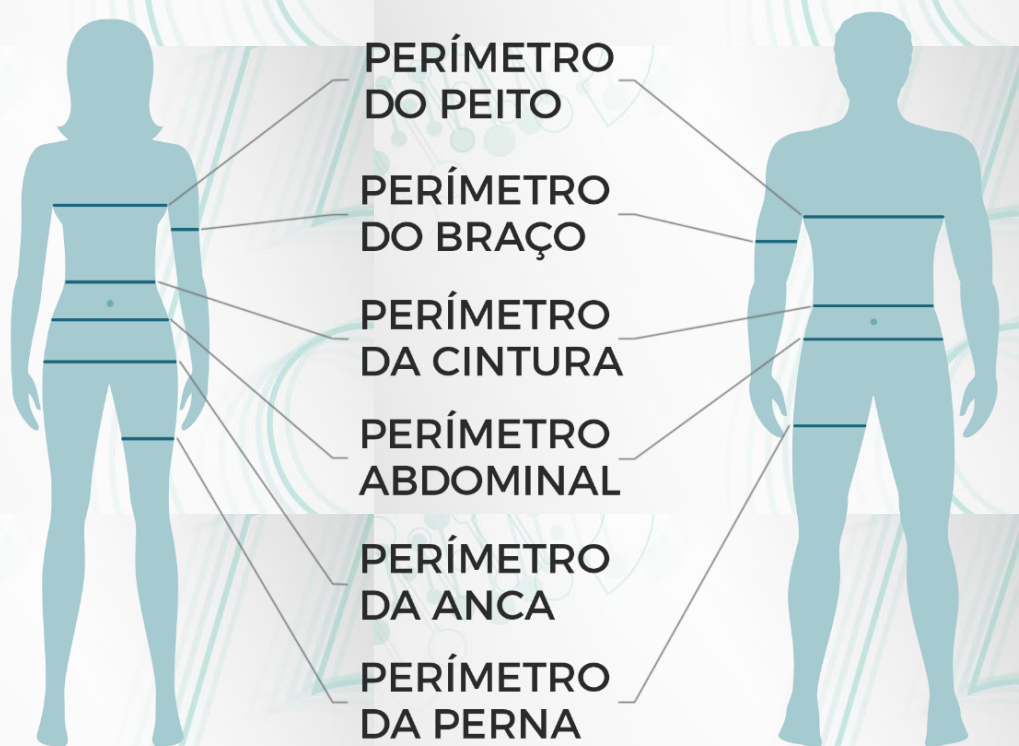 PERÍMETRO
DO PEITO
PERÍMETRO
DO BRAÇO
PERÍMETRO
DA CINTURA
PERÍMETRO
ABDOMINAL
PERÍMETRO
DA ANCA
PERÍMETRO
DA PERNA